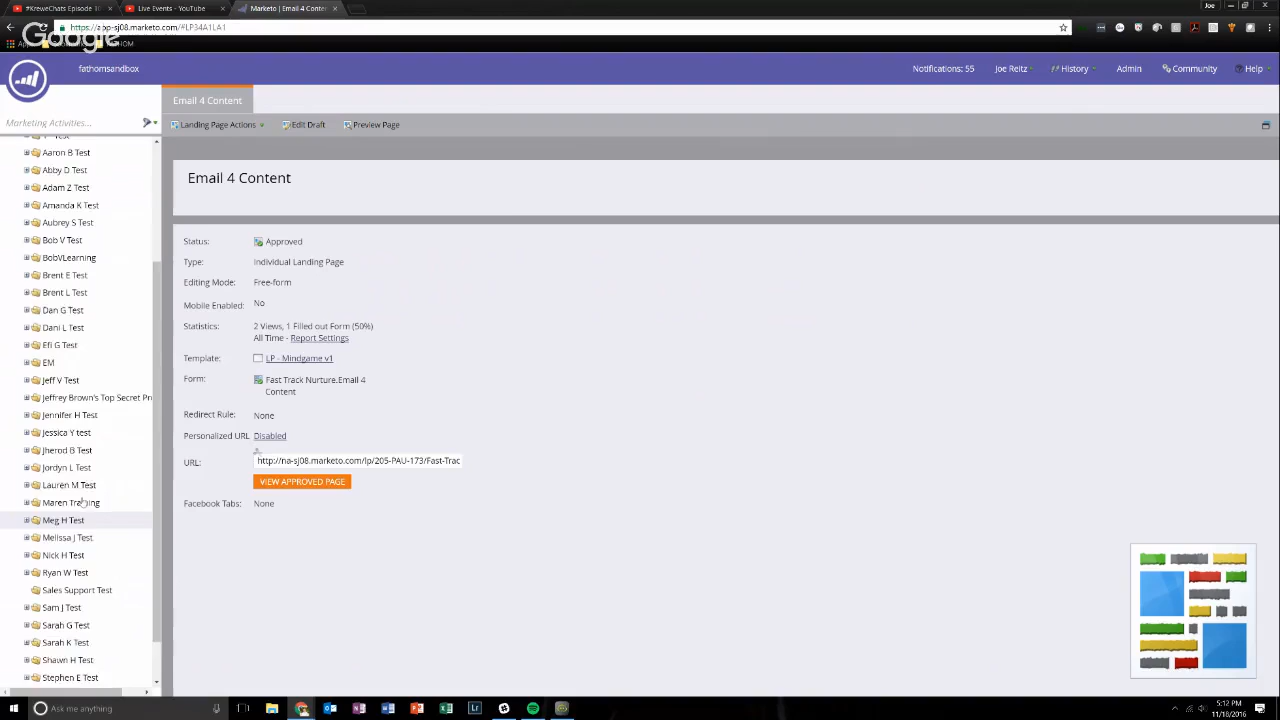 #KreweChats Episode 10
Live Events - YouTube
Marketo | Email 4 Content
Joe
https://app-sj08.marketo.com/#LP34A1LA1
Google
fathomsandbox
Notifications: 55
Joe Reitz
History
Admin
Community
Help
Email 4 Content
Marketing Activities...
Landing Page Actions
Edit Draft
Preview Page
Aaron B Test
Abby D Test
Adam Z Test
Amanda K Test
Aubrey S Test
Bob V Test
BobVLearning
Brent E Test
Brent L Test
Dan G Test
Dani L Test
Efi G Test
EM
Jeff V Test
Jeffrey Brown's Top Secret Pr
Jennifer H Test
Jessica Y test
Jherod B Test
Jordyn L Test
Lauren M Test
Maren Training
Meg H Test
Melissa J Test
Nick H Test
Ryan W Test
Sales Support Test
Sam J Test
Sarah G Test
Sarah K Test
Shawn H Test
Stephen E Test
Email 4 Content
Status: Approved
Type: Individual Landing Page
Editing Mode: Free-form
Mobile Enabled: No
Statistics: 2 Views, 1 Filled out Form (50%)
All Time - Report Settings
Template: LP - Mindgame v1
Form: Fast Track Nurture.Email 4
Content
Redirect Rule: None
Personalized URL Disabled
URL: http://na-sj08.marketo.com/lp/205-PAU-173/Fast-Trac
VIEW APPROVED PAGE
Facebook Tabs: None
Ask me anything
5:12 PM
11/18/2016